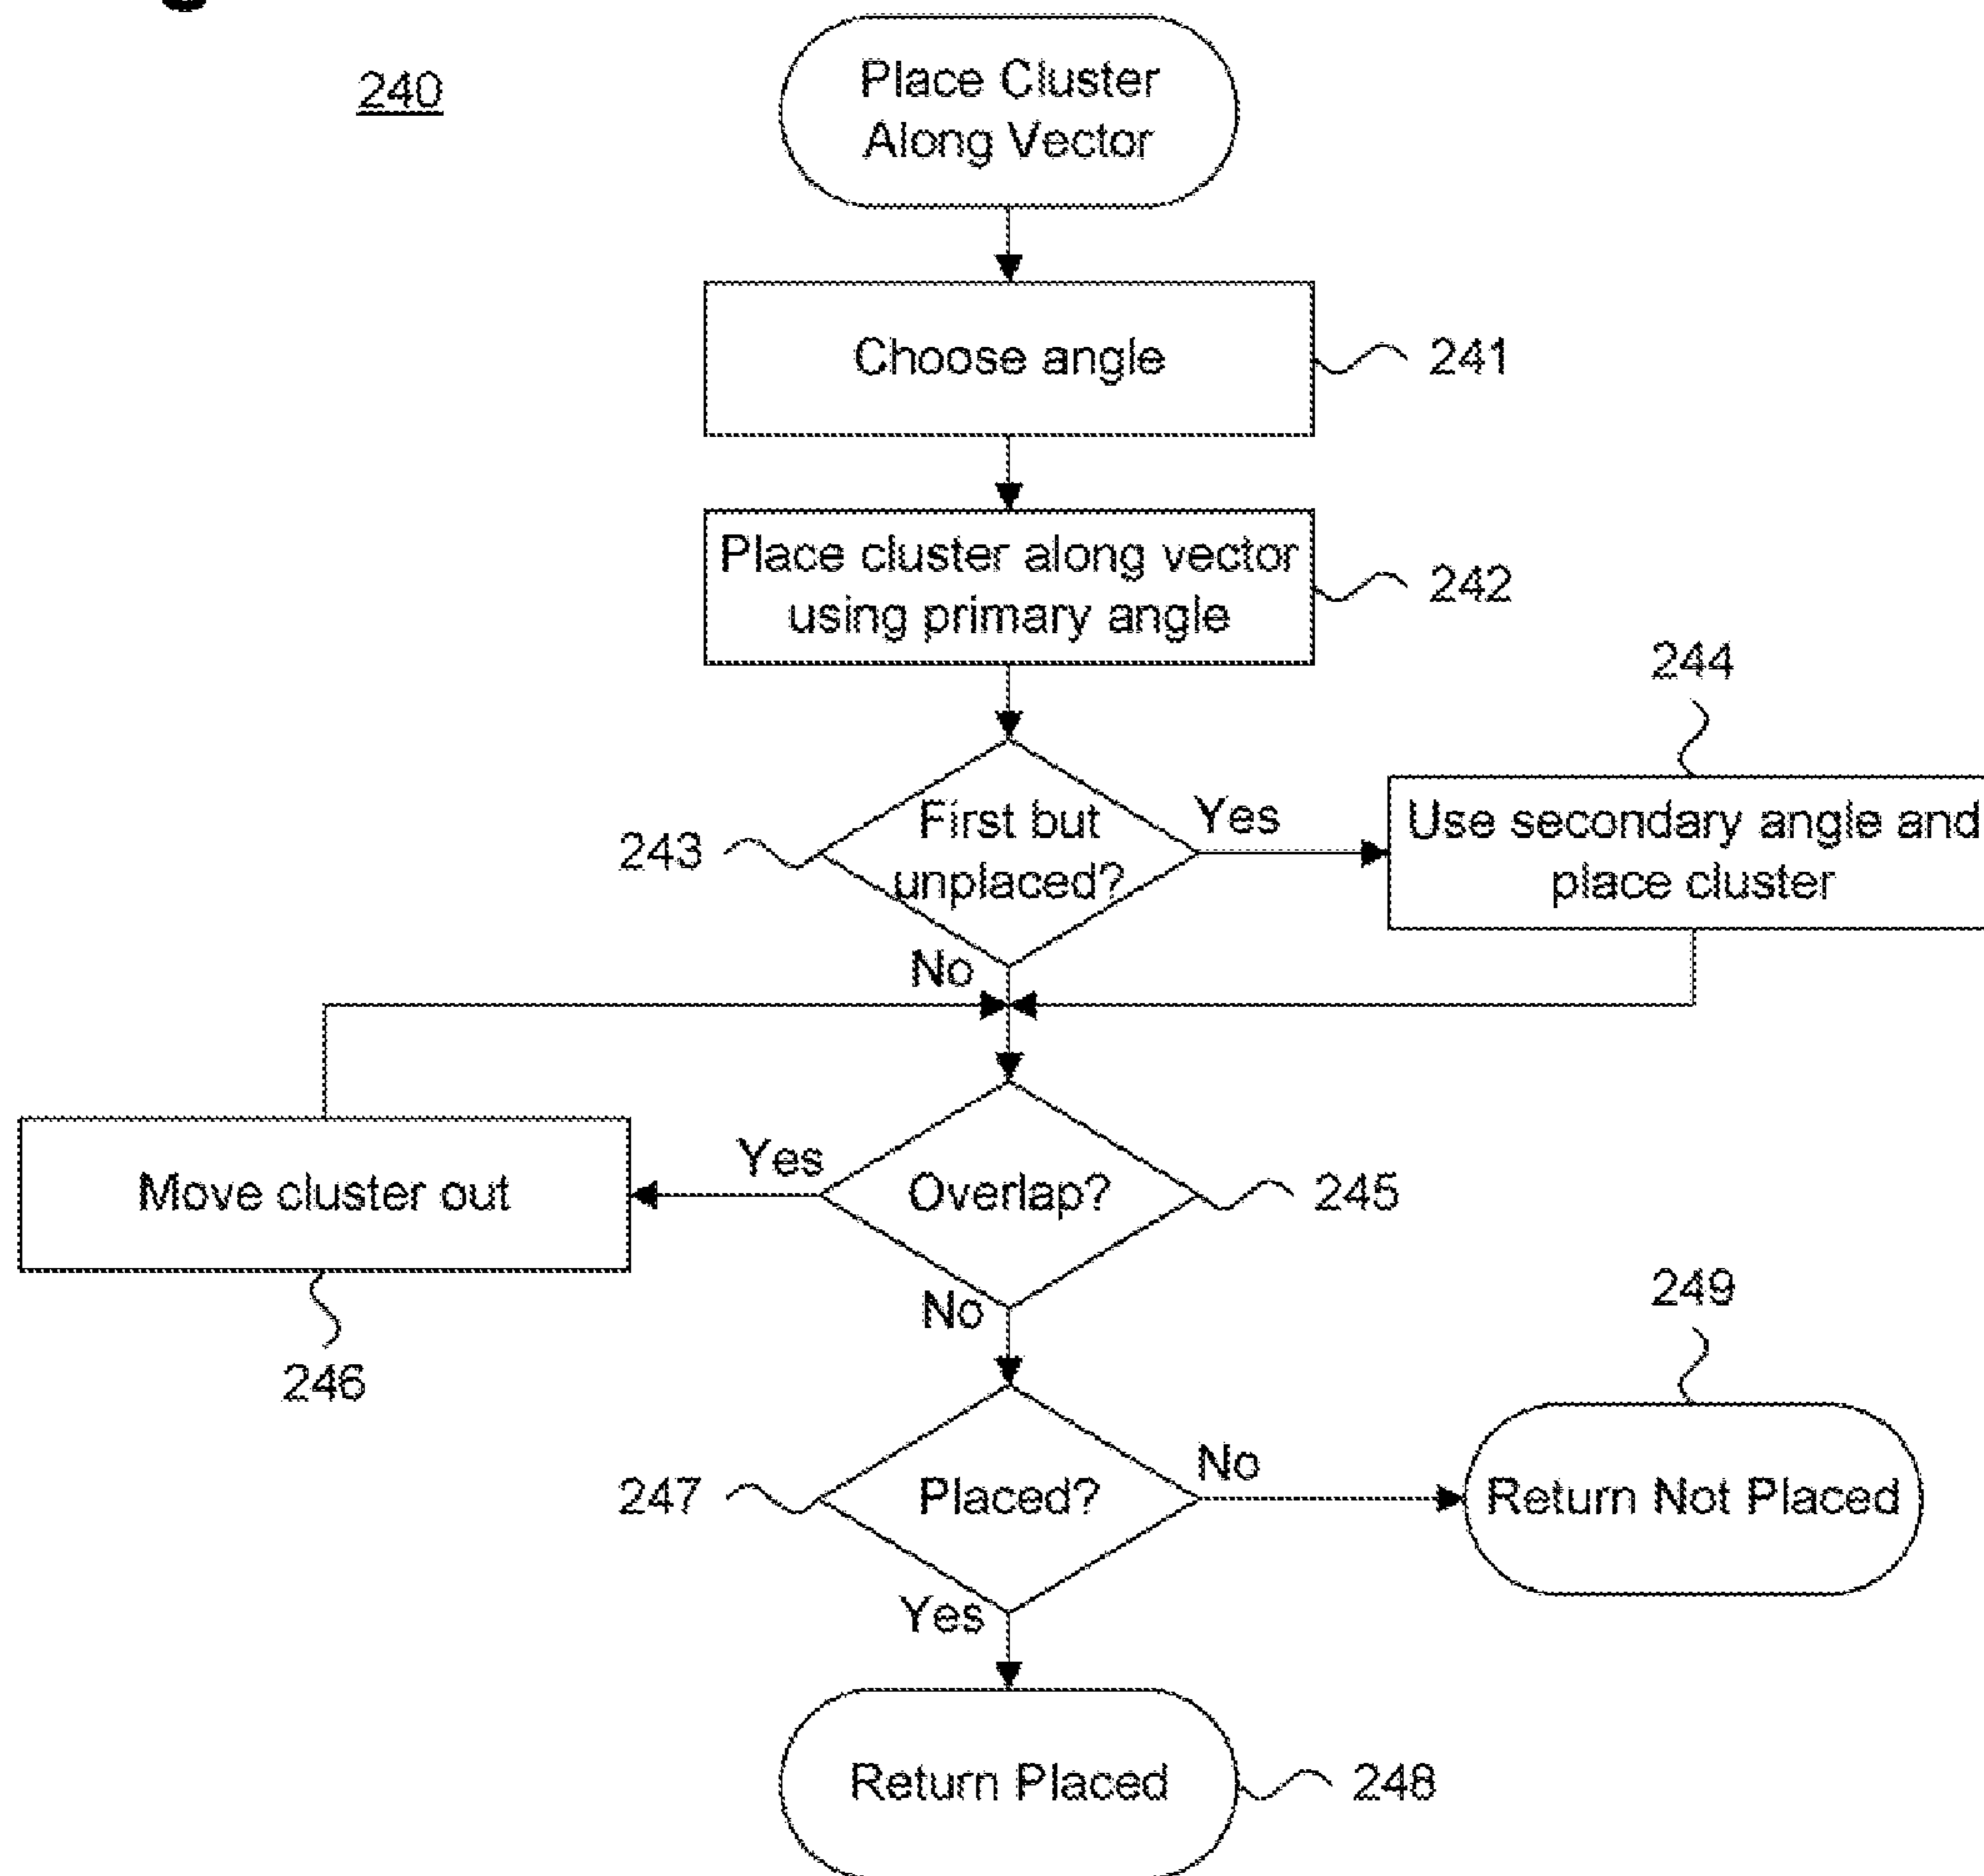 240
Place Cluster
Along Vector
Choose angle
241
Place cluster along vector
using primary angle
242
244
243
First but
unplaced?
Yes
Use secondary angle and
place cluster
No
Move cluster out
Yes
Overlap?
245
No
246
249
247
Placed?
No
Return Not Placed
Yes
Return Placed
248